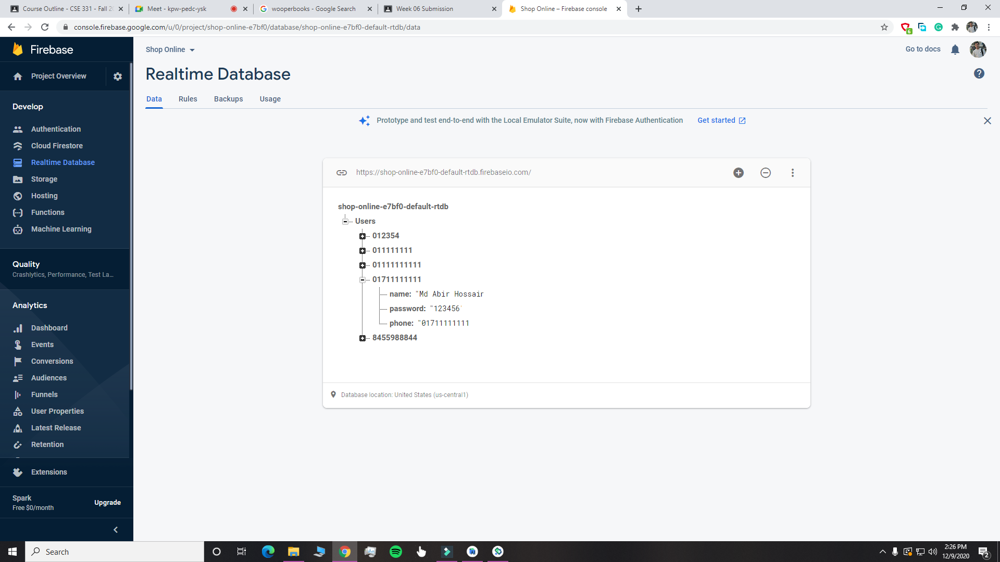 Course Outline - CSE 331 - Fall 20
Meet - kpw-pedc-ysk
wooperbooks - Google Search
Week 06 Submission
Shop Online – Firebase console
console.firebase.google.com/u/0/project/shop-online-e7bf0/database/shop-online-e7bf0-default-rtdb/data
6
Firebase
Shop Online
Go to docs
Project Overview
Realtime Database
Data Rules Backups Usage
Prototype and test end-to-end with the Local Emulator Suite, now with Firebase Authentication Get started
Develop
Authentication
Cloud Firestore
Realtime Database
Storage
Hosting
Functions
Machine Learning
Quality
Crashlytics, Performance, Test La...
Analytics
Dashboard
Events
Conversions
Audiences
Funnels
User Properties
Latest Release
Retention
Extensions
Spark
Free $0/month
Upgrade
https://shop-online-e7bf0-default-rtdb.firebaseio.com/
shop-online-e7bf0-default-rtdb
Users
012354
011111111
01111111111
01711111111
name: "Md Abir Hossain
password: "123456"
phone: "01711111111
8455988844
Database location: United States (us-central1)
Search
2:26 PM
12/9/2020
2